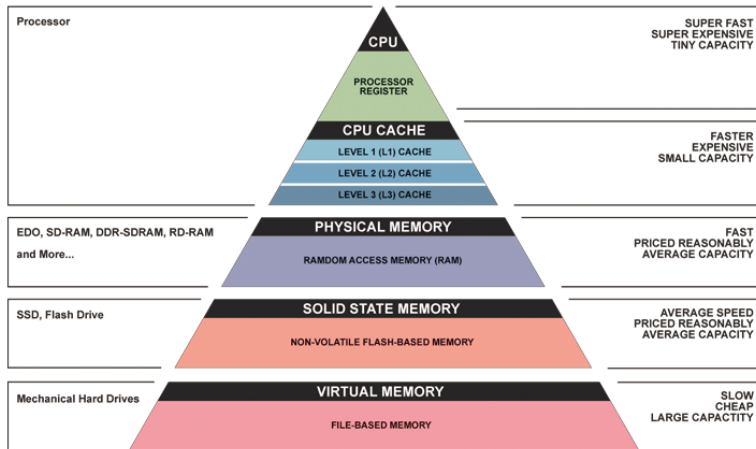 Processor
CPU
SUPER FAST
SUPER EXPENSIVE
TINY CAPACITY
PROCESSOR
REGISTER
CPU CACHE
FASTER
EXPENSIVE
SMALL CAPACITY
LEVEL 1 (L1) CACHE
LEVEL 2 (L2) CACHE
LEVEL 3 (L3) CACHE
EDO, SD-RAM, DDR-SDRAM, RD-RAM
and More...
PHYSICAL MEMORY
RAMDOM ACCESS MEMORY (RAM)
FAST
PRICED REASONABLY
AVERAGE CAPACITY
SSD, Flash Drive
SOLID STATE MEMORY
NON-VOLATILE FLASH-BASED MEMORY
AVERAGE SPEED
PRICED REASONABLY
AVERAGE CAPACITY
Mechanical Hard Drives
VIRTUAL MEMORY
FILE-BASED MEMORY
SLOW
CHEAP
LARGE CAPACTITY